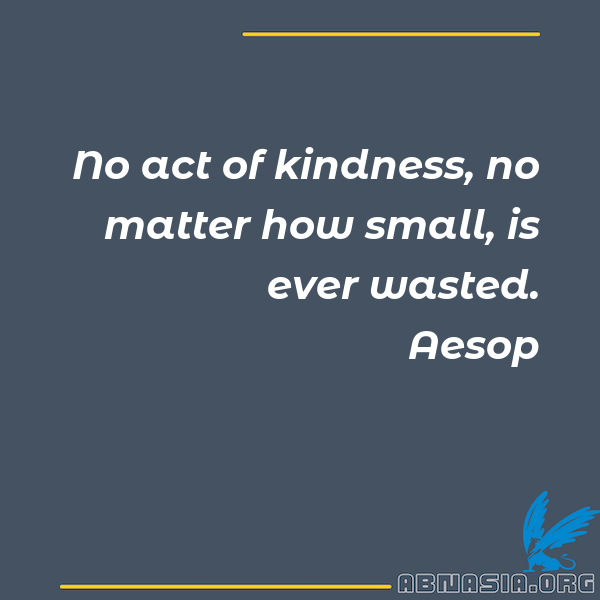 No act of kindness, no
matter how small, is
ever wasted.
Aesop
ABNASIA.ORG